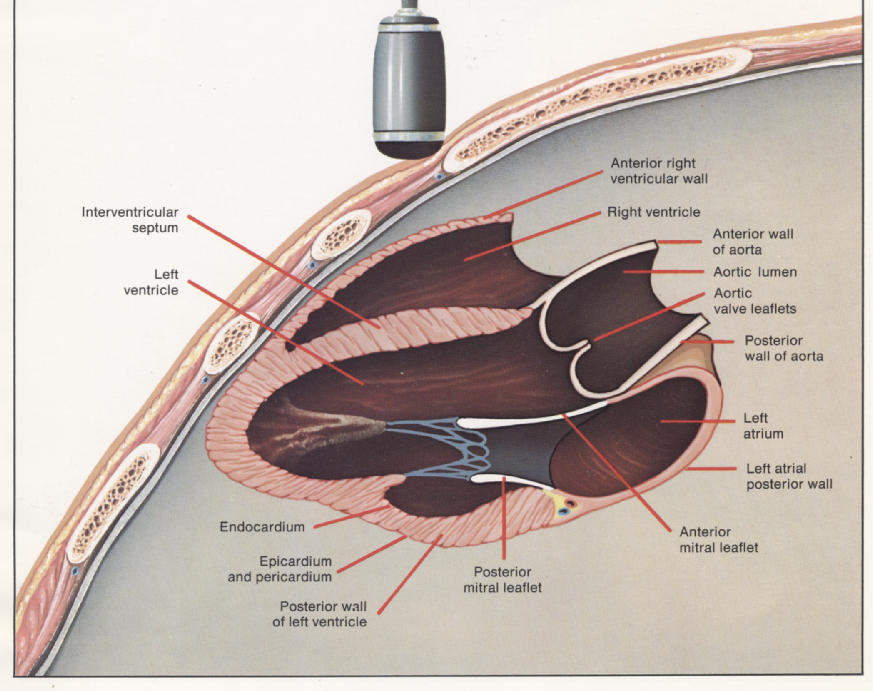 Anterior right
ventricular wall
Interventricular
septum
Right ventricle
Anterior wall
of aorta
Left
ventricle
Aortic lumen
Aortic
valve leaflets
Posterior
wall of aorta
Left
atrium
Left atrial
posterior wall
Endocardium
Anterior
mitral leaflet
Epicardium
and pericardium
Posterior
mitral leaflet
Posterior wall
of left ventricle